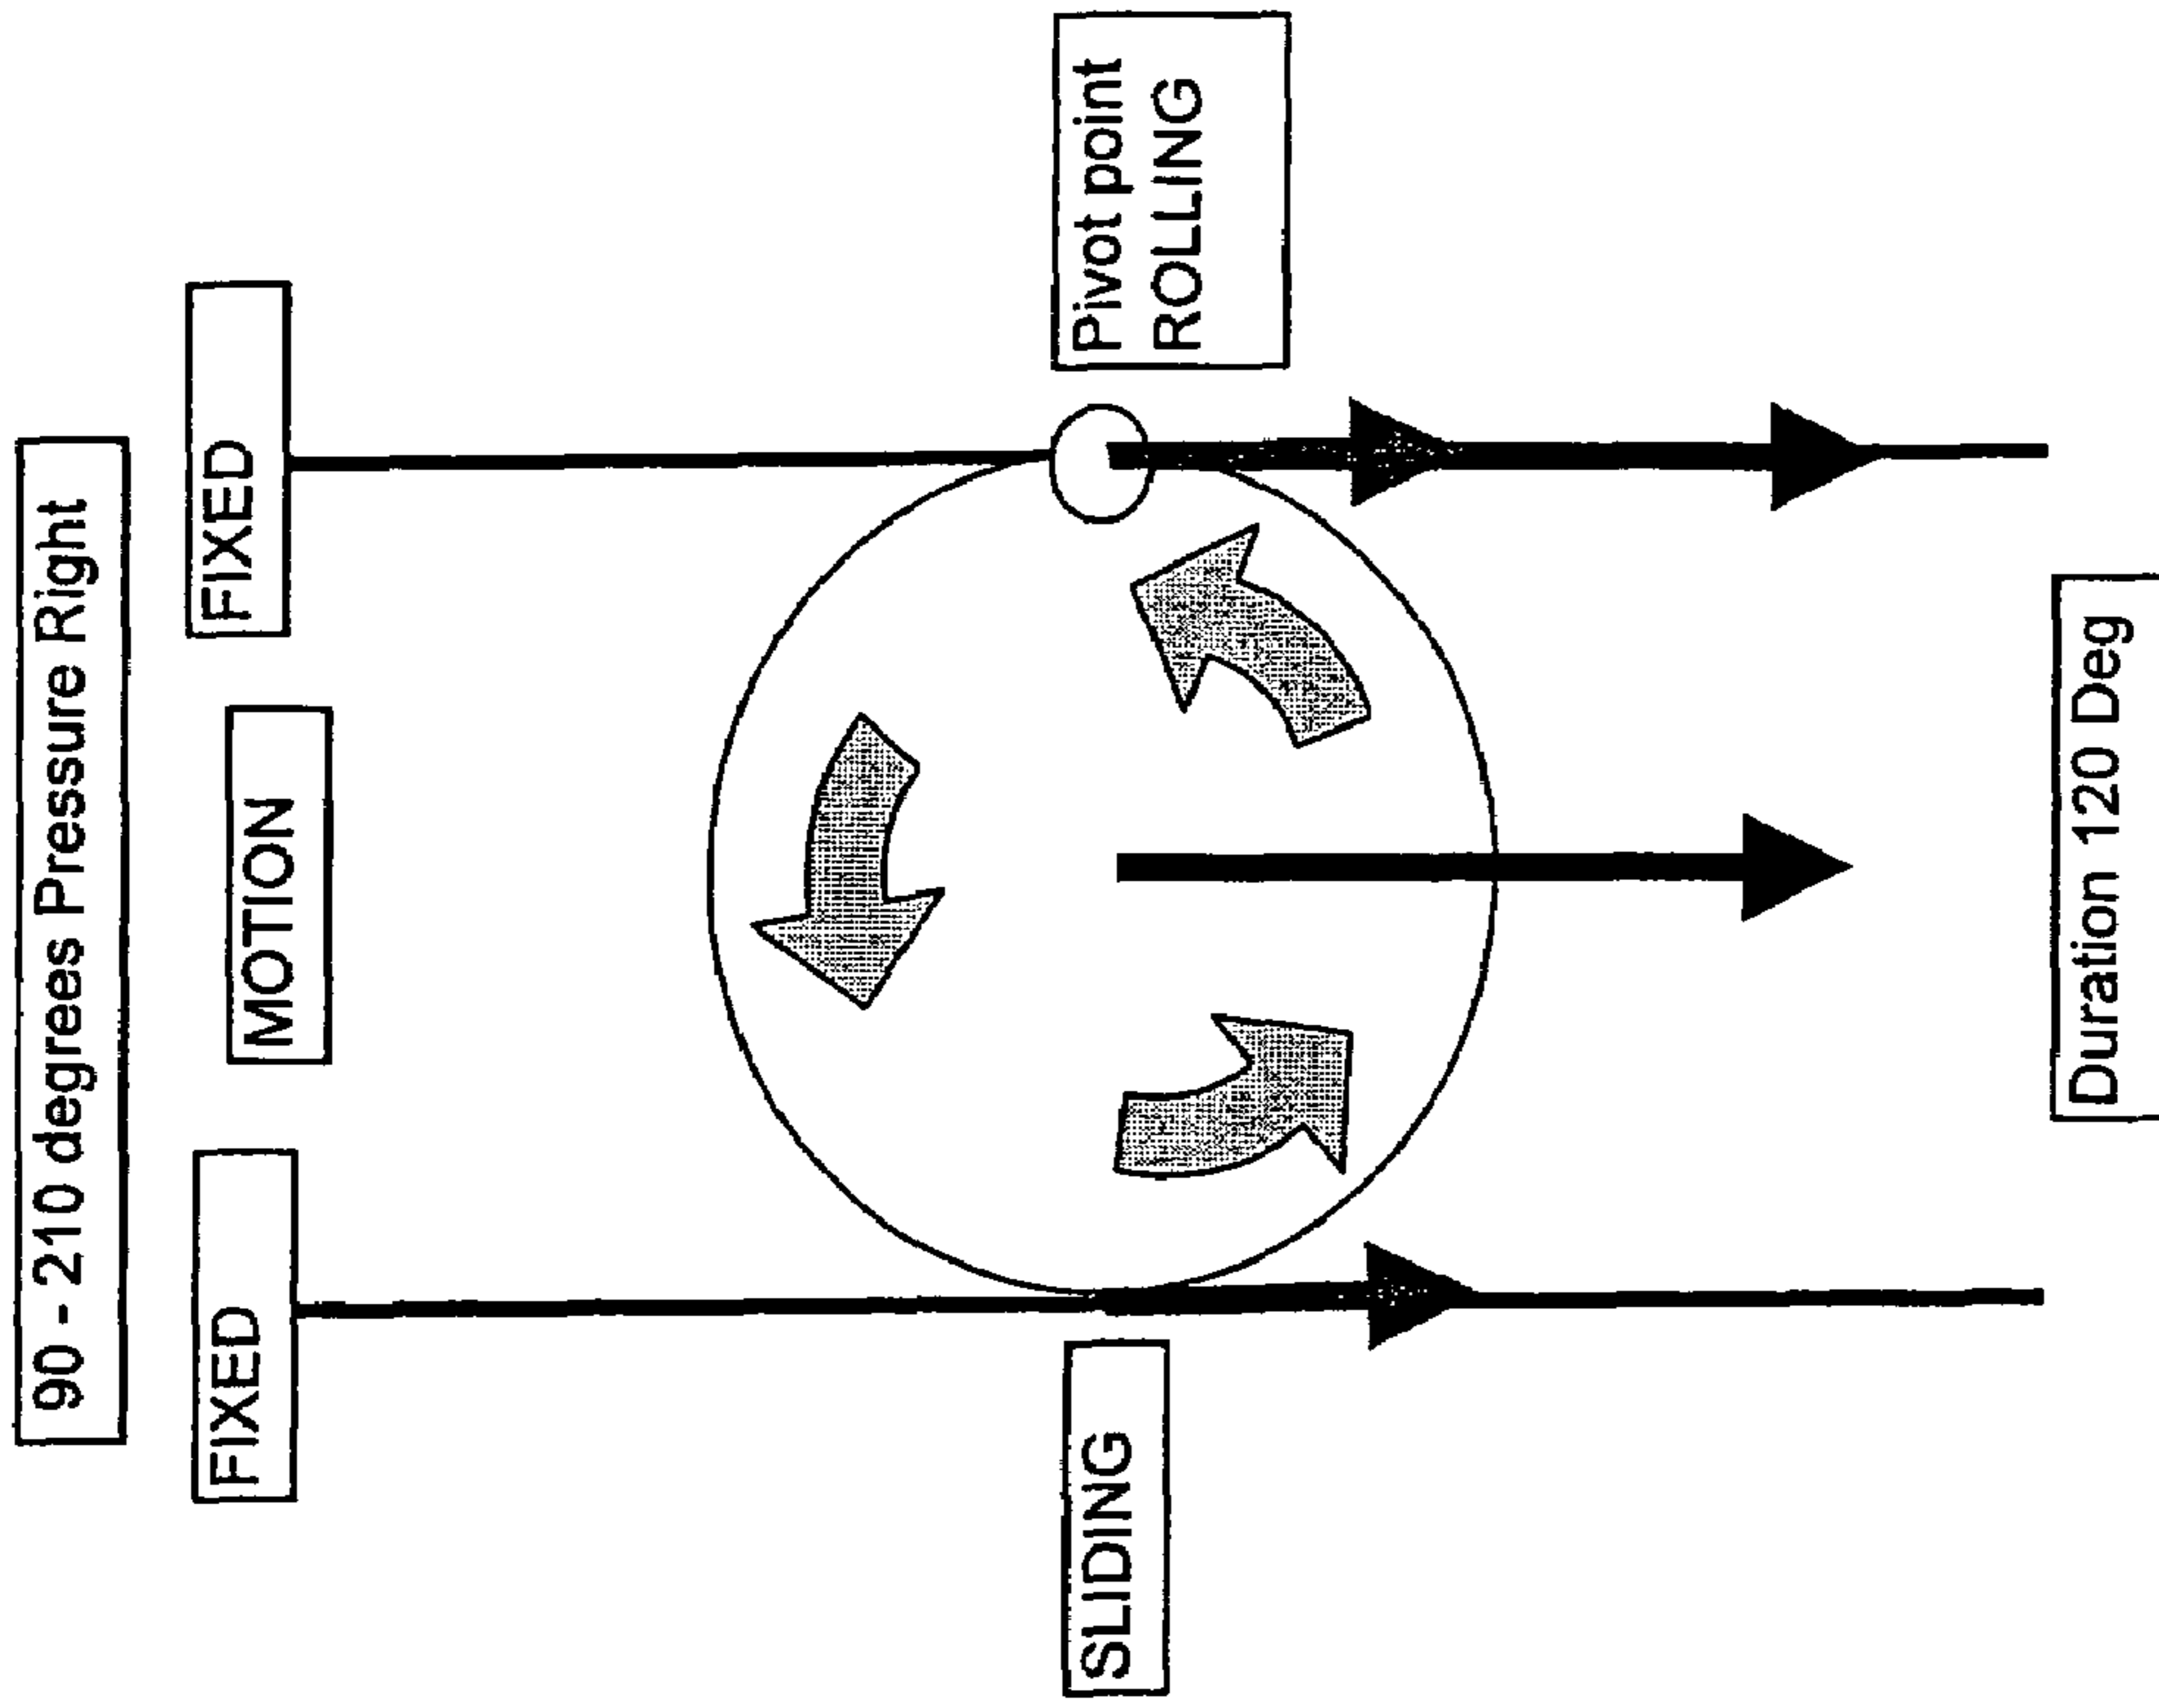 90 - 210 degrees Pressure Right
FIXED
MOTION
FIXED
SLIDING
Pivot point
ROLLING
Duration 120 Deg